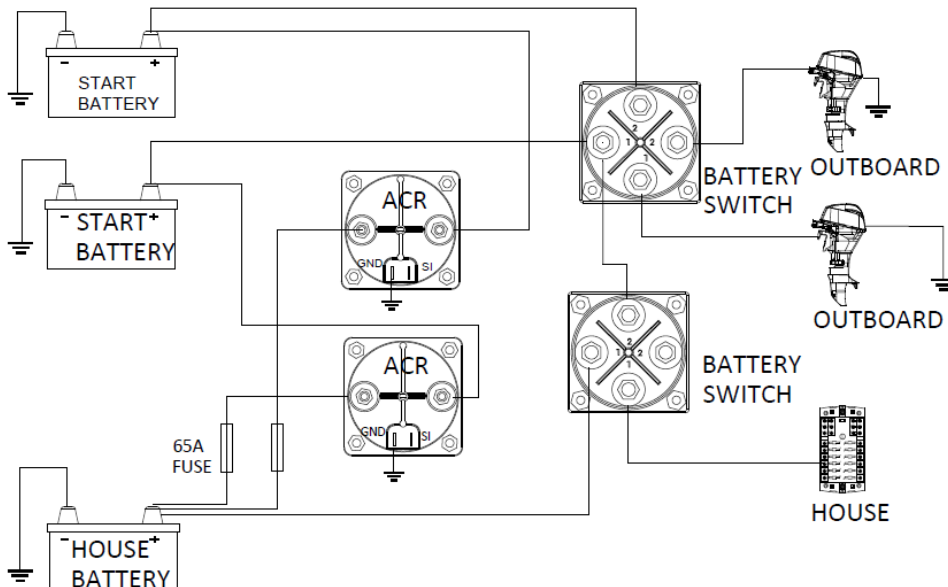 - +
START
BATTERY
- +
START
BATTERY
ACR
GND SI
ACR
GND SI
65A
FUSE
- +
HOUSE
BATTERY
2
1 2
1
BATTERY
SWITCH
2
1 2
1
BATTERY
SWITCH
OUTBOARD
OUTBOARD
HOUSE